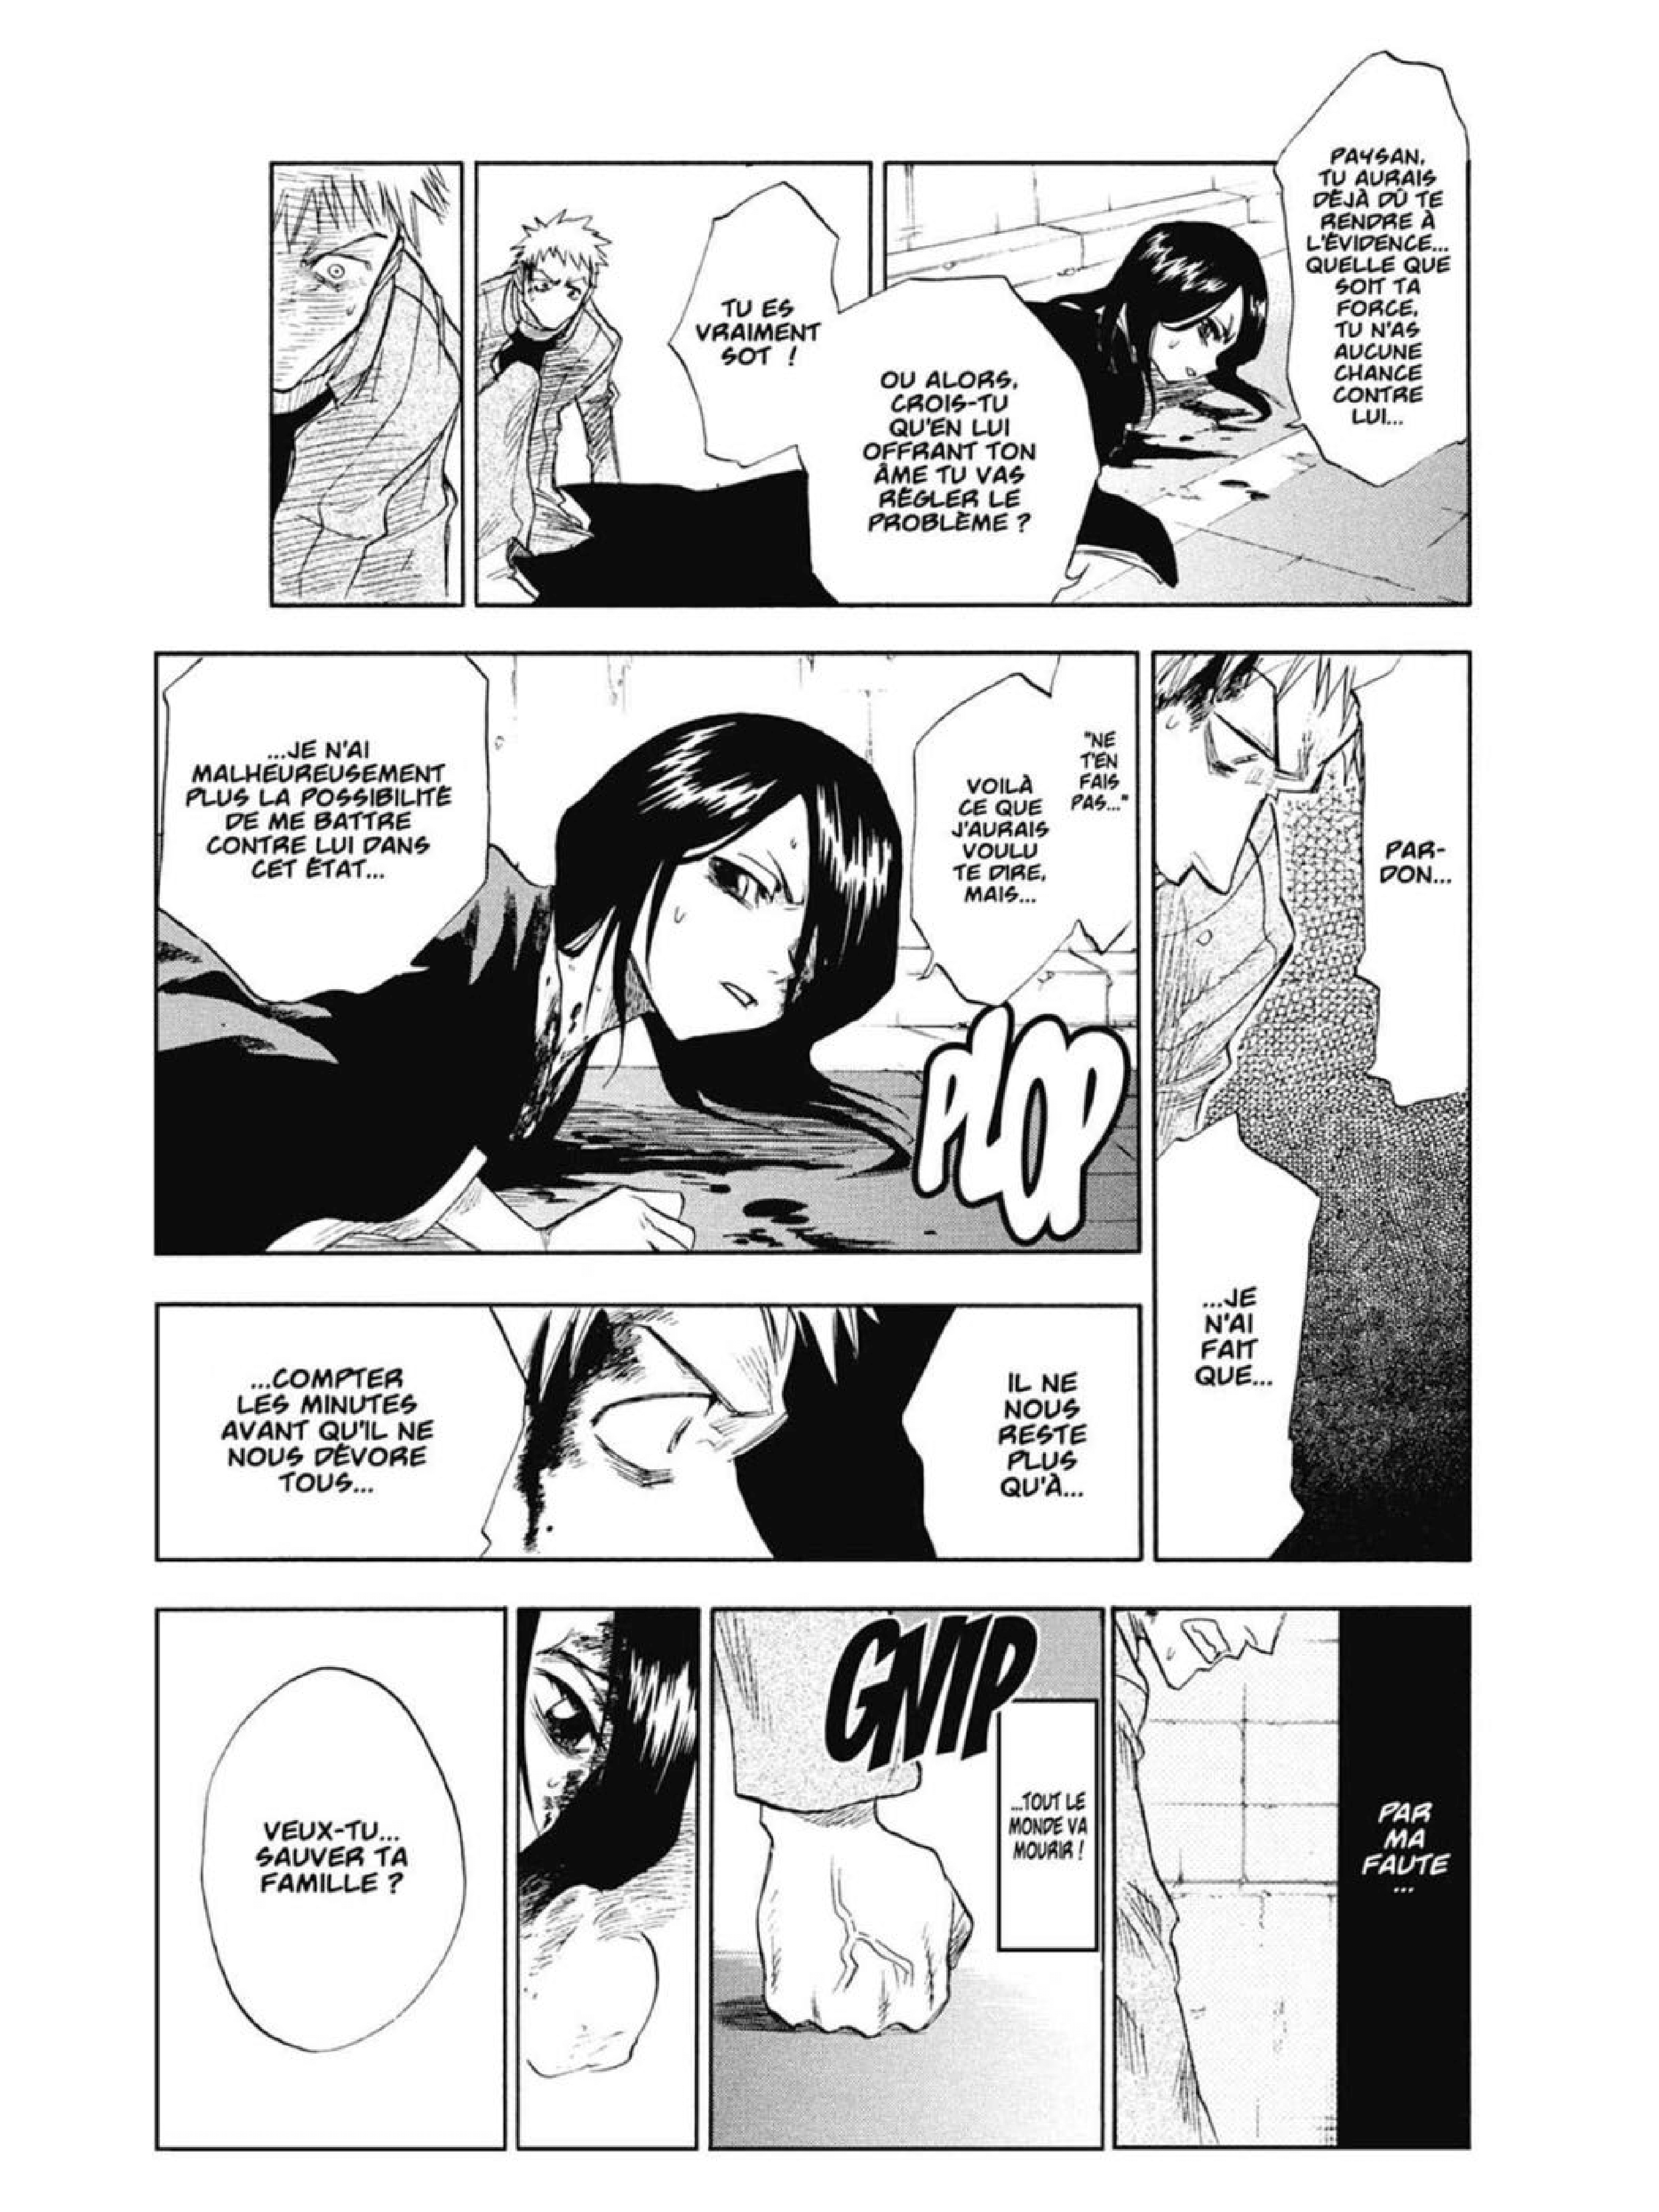 PAYSAN,
TU AURAIS
DÉJÀ DÛ TE
RENDRE À
L'ÉVIDENCE...
QUELLE QUE
SOIT TA
FORCE,
TU N'AS
AUCUNE
CHANCE
CONTRE
LUI...
OU ALORS,
CROIS-TU
QU'EN LUI
OFFRANT TON
ÂME TU VAS
RÉGLER LE
PROBLÈME ?
TU ES
VRAIMENT
SOT !
PAR-
DON...
...JE
N'AI
FAIT
QUE...
"NE
T'EN
FAIS
PAS..."
VOILÀ
CE QUE
J'AURAIS
VOULU
TE DIRE,
MAIS...
PLOP
...JE N'AI
MALHEUREUSEMENT
PLUS LA POSSIBILITÉ
DE ME BATTRE
CONTRE LUI DANS
CET ÉTAT...
IL NE
NOUS
RESTE
PLUS
QU'À...
...COMPTER
LES MINUTES
AVANT QU'IL NE
NOUS DÉVORE
TOUS...
PAR
MA
FAUTE
...
GNIP
...TOUT LE
MONDE VA
MOURIR !
VEUX-TU...
SAUVER TA
FAMILLE ?